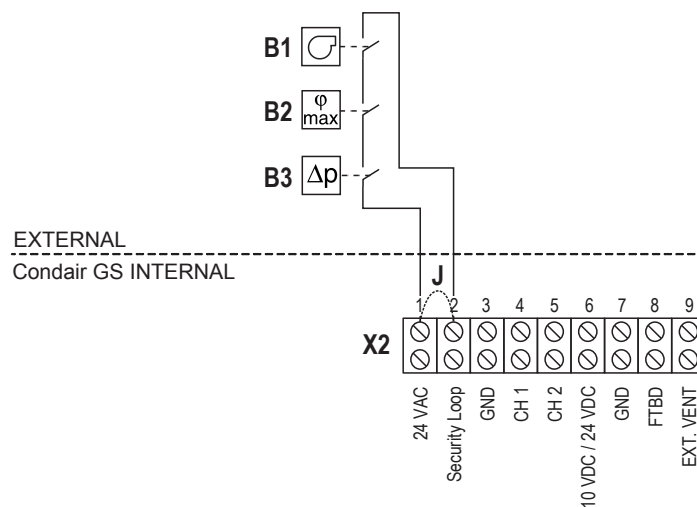 B1
B2
φ
max
B3
Δp
EXTERNAL
Condair GS INTERNAL
J
1 2 3 4 5 6 7 8 9
X2
24 VAC
Security Loop
GND
CH 1
CH 2
10 VDC / 24 VDC
GND
FTBD
EXT. VENT